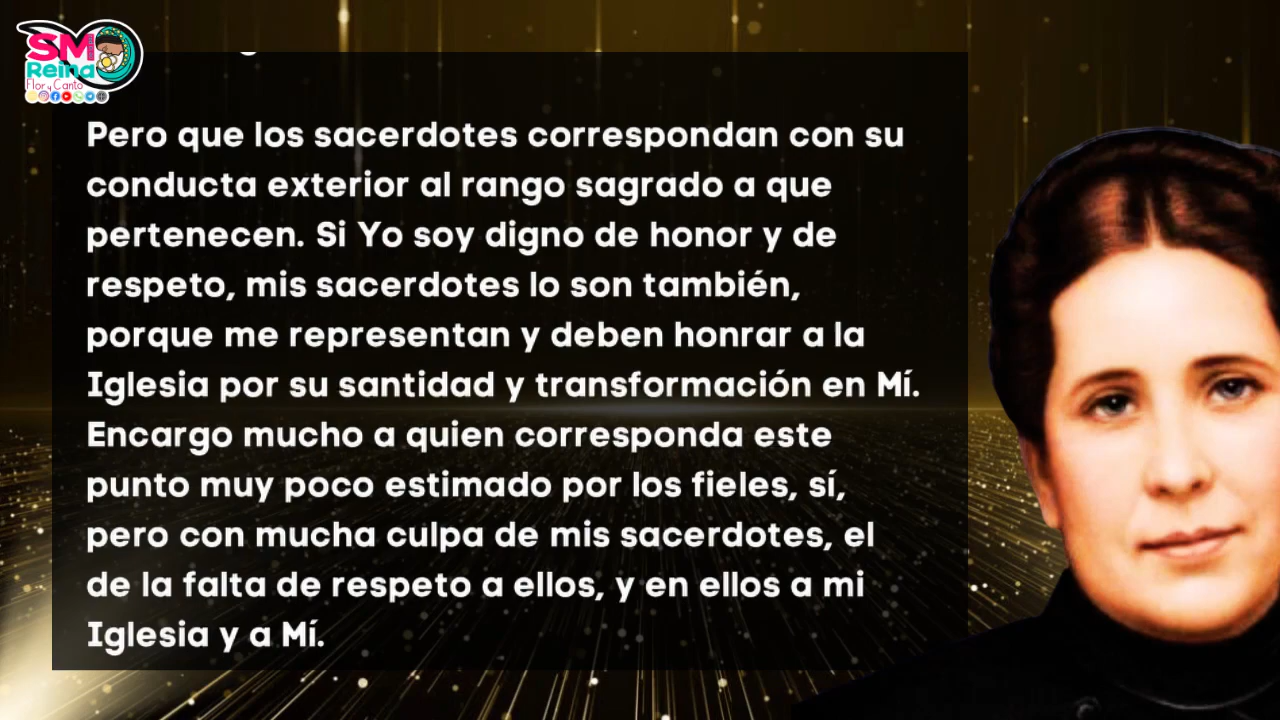 SM
Reina
Flor y Canto
Pero que los sacerdotes correspondan con su
conducta exterior al rango sagrado a que
pertenecen. Si Yo soy digno de honor y de
respeto, mis sacerdotes lo son también,
porque me representan y deben honrar a la
Iglesia por su santidad y transformación en Mí.
Encargo mucho a quien corresponda este
punto muy poco estimado por los fieles, sí,
pero con mucha culpa de mis sacerdotes, el
de la falta de respeto a ellos, y en ellos a mi
Iglesia y a Mí.